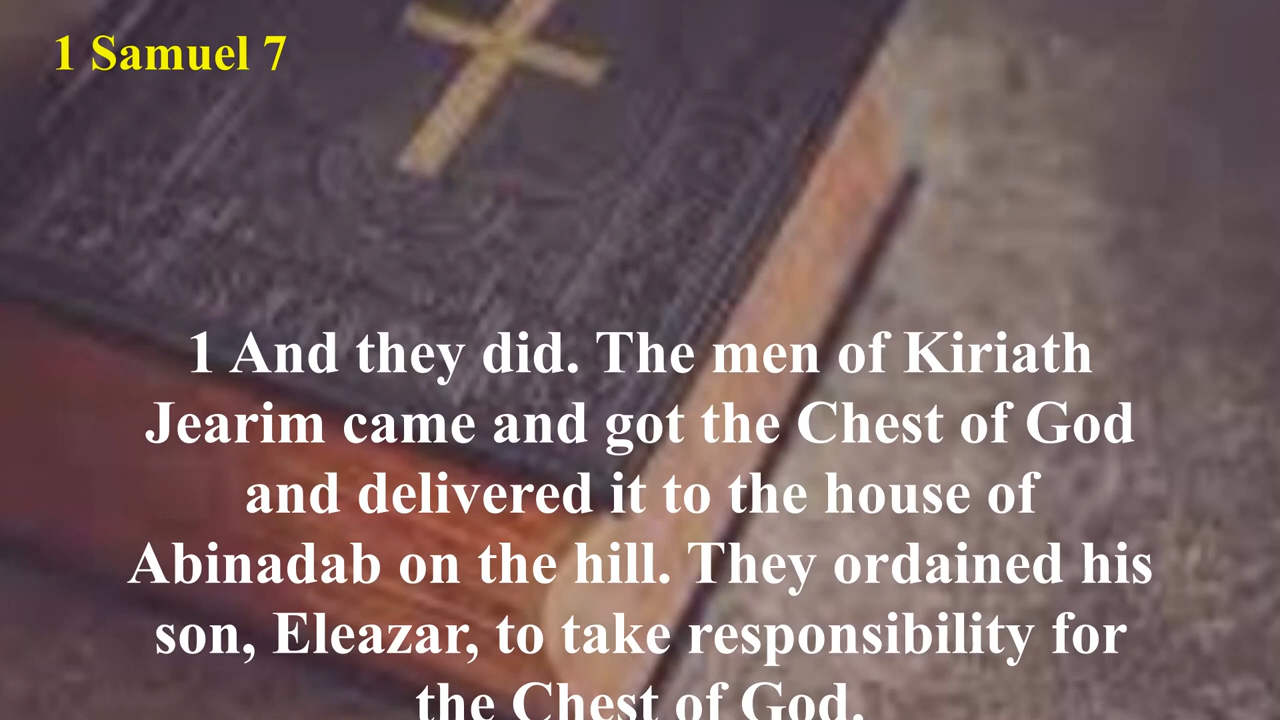 1 Samuel 7
1 And they did. The men of Kiriath
Jearim came and got the Chest of God
and delivered it to the house of
Abinadab on the hill. They ordained his
son, Eleazar, to take responsibility for
the Chest of God.